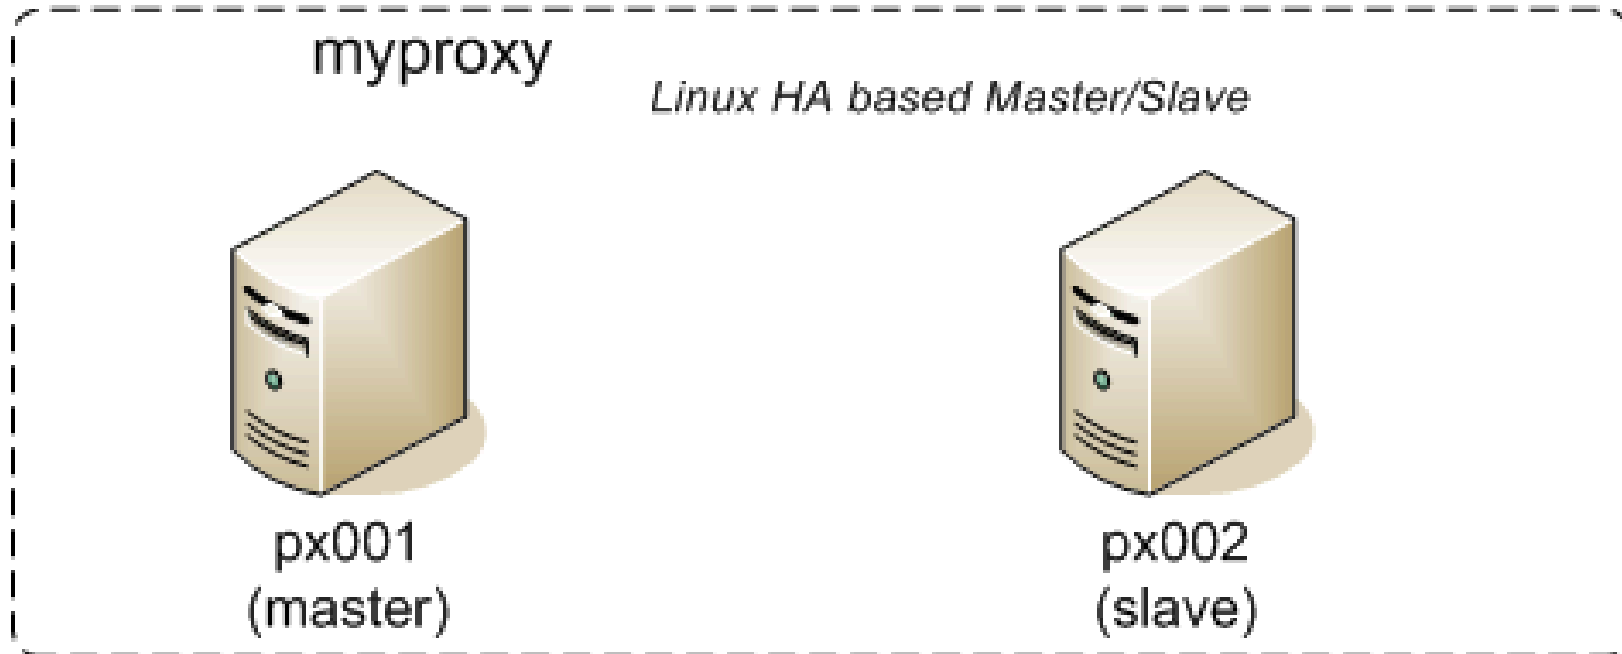 myproxy
Linux HA based Master/Slave
px001
(master)
px002
(slave)